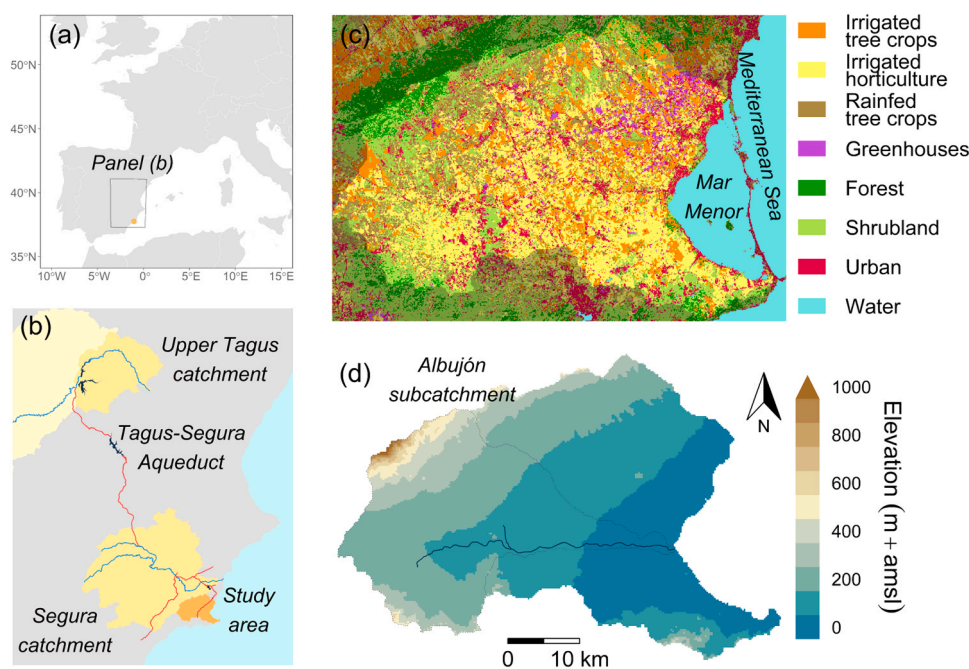 (a)
50°N
45°N
40°N
35°N
10°W
5°W
0°E
5°E
10°E
15°E
Panel (b)
(b)
Upper Tagus
catchment
Tagus-Segura
Aqueduct
Segura
catchment
Study
area
(c)
Mediterranean Sea
Mar
Menor
Irrigated
tree crops
Irrigated
horticulture
Rainfed
tree crops
Greenhouses
Forest
Shrubland
Urban
Water
(d)
Albujón
subcatchment
N
0 10 km
1000
800
600
400
200
0
Elevation (m + amsl)